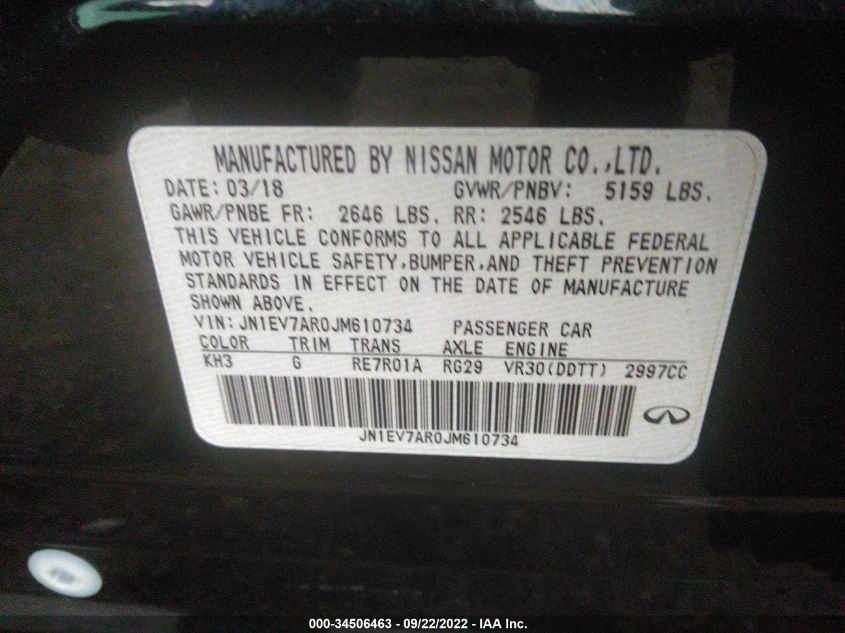 MANUFACTURED BY NISSAN MOTOR CO.,LTD.
DATE: 03/18 GVWR/PNBV: 5159 LBS.
GAWR/PNBE FR: 2646 LBS. RR: 2546 LBS.
THIS VEHICLE CONFORMS TO ALL APPLICABLE FEDERAL
MOTOR VEHICLE SAFETY,BUMPER,AND THEFT PREVENTION
STANDARDS IN EFFECT ON THE DATE OF MANUFACTURE
SHOWN ABOVE.
VIN:JN1EV7AR0JM610734 PASSENGER CAR
COLOR TRIM TRANS AXLE ENGINE
KH3 G RE7R01A RG29 VR30(DDTT) 2997CC
JN1EV7AR0JM610734
000-34506463 - 09/22/2022 - IAA Inc.